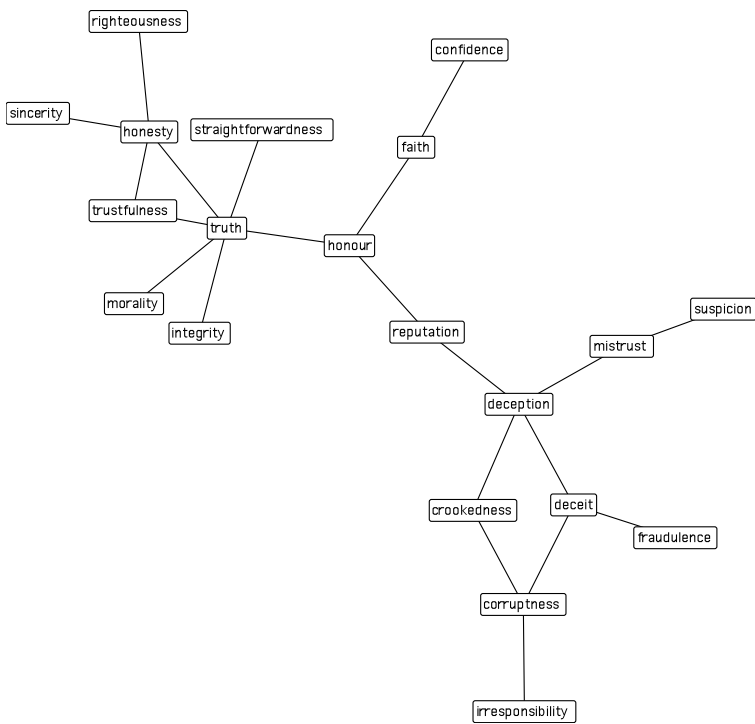 righteousness
confidence
sincerity
honesty
straightforwardness
faith
trustfulness
truth
honour
morality
integrity
reputation
suspicion
mistrust
deception
crookedness
deceit
fraudulence
corruptness
irresponsibility